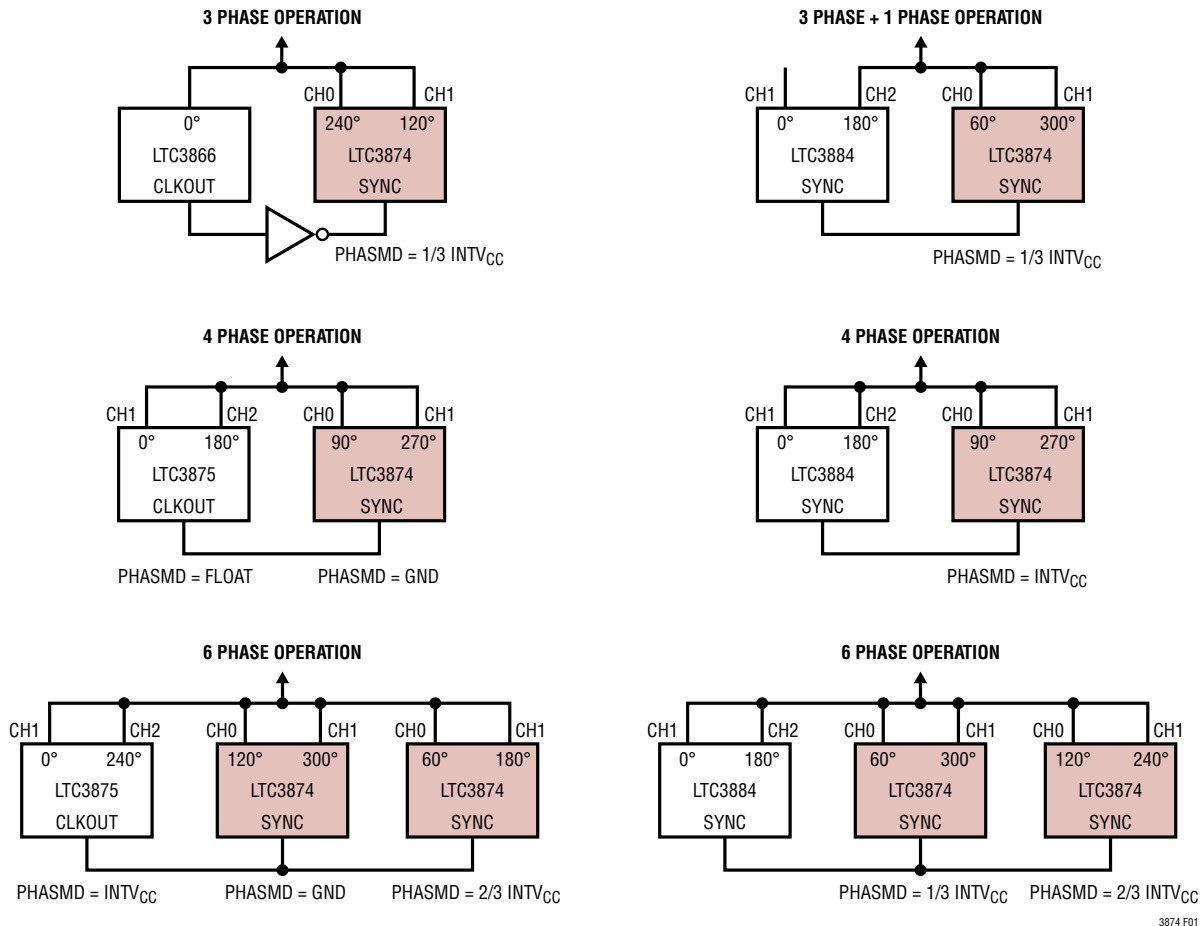 3 PHASE OPERATION
CH0 CH1
0° 240° 120°
LTC3866 LTC3874
CLKOUT SYNC
PHASMD = 1/3 INTVCC
3 PHASE + 1 PHASE OPERATION
CH1 CH2 CH0 CH1
0° 180° 60° 300°
LTC3884 LTC3874
SYNC SYNC
PHASMD = 1/3 INTVCC
4 PHASE OPERATION
CH1 CH2 CH0 CH1
0° 180° 90° 270°
LTC3875 LTC3874
CLKOUT SYNC
PHASMD = FLOAT PHASMD = GND
4 PHASE OPERATION
CH1 CH2 CH0 CH1
0° 180° 90° 270°
LTC3884 LTC3874
SYNC SYNC
PHASMD = INTVCC
6 PHASE OPERATION
CH1 CH2 CH0 CH1 CH0 CH1
0° 240° 120° 300° 60° 180°
LTC3875 LTC3874 LTC3874
CLKOUT SYNC SYNC
PHASMD = INTVCC PHASMD = GND PHASMD = 2/3 INTVCC
6 PHASE OPERATION
CH1 CH2 CH0 CH1 CH0 CH1
0° 180° 60° 300° 120° 240°
LTC3884 LTC3874 LTC3874
SYNC SYNC SYNC
PHASMD = 1/3 INTVCC PHASMD = 2/3 INTVCC
3874 F01